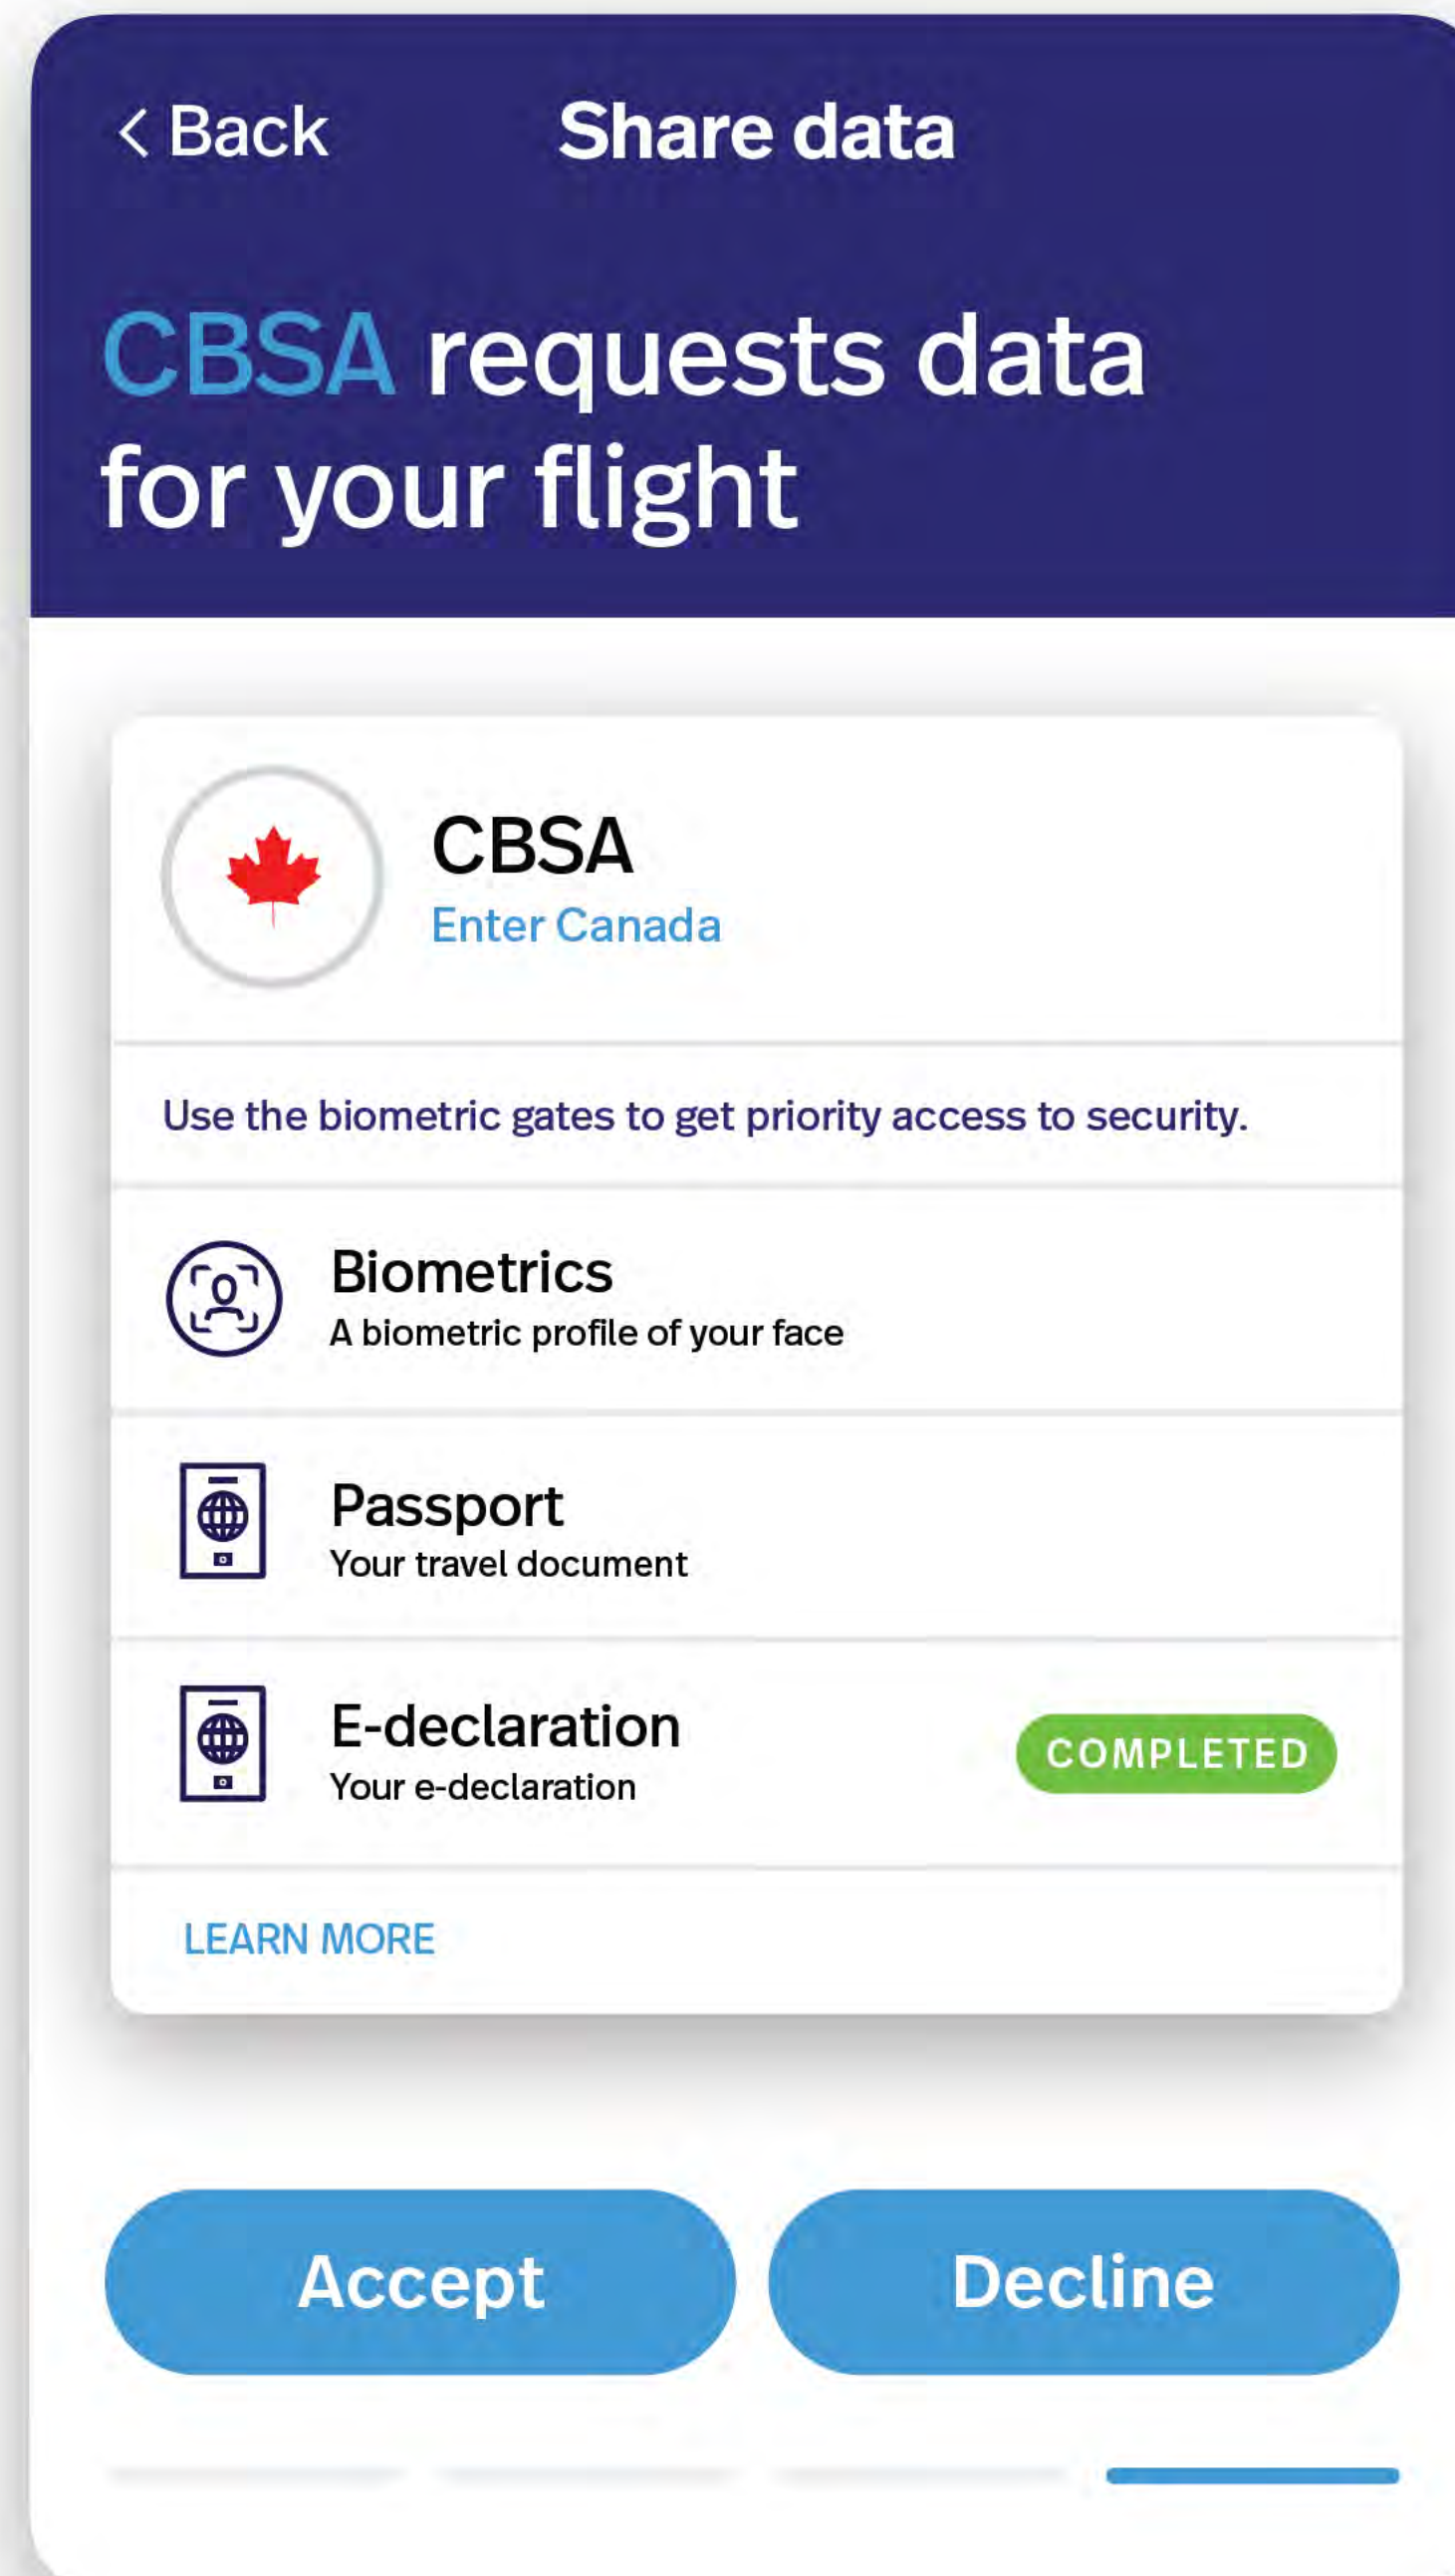 < Back
Share data
CBSA requests data
for your flight
CBSA
Enter Canada
Use the biometric gates to get priority access to security.
Biometrics
A biometric profile of your face
Passport
Your travel document
E-declaration
Your e-declaration
COMPLETED
LEARN MORE
Accept
Decline